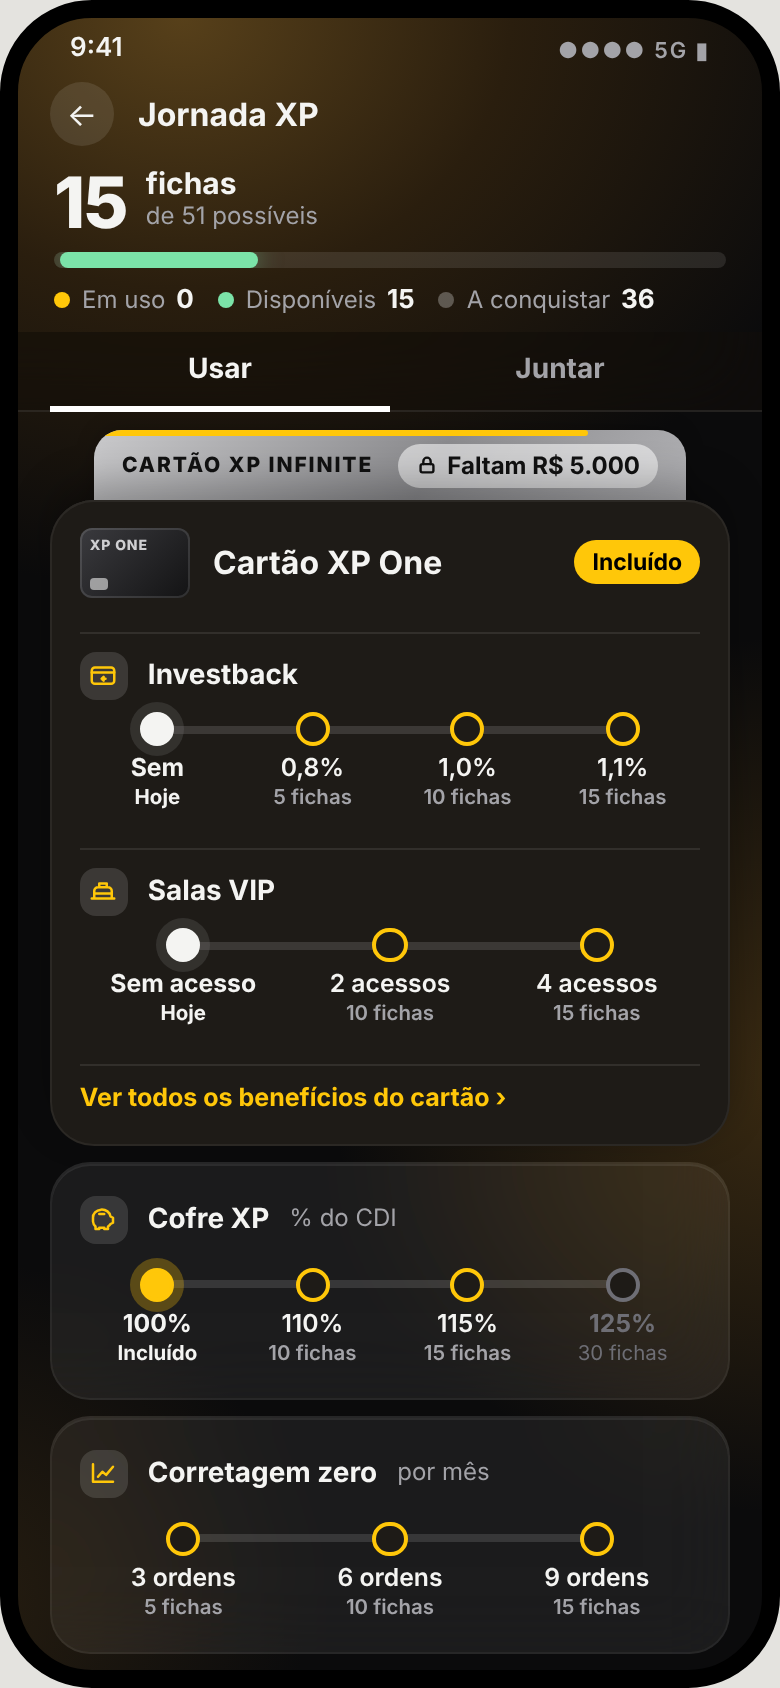 9:41
5G
Jornada XP
15 fichas
de 51 possíveis
Em uso 0 Disponíveis 15 A conquistar 36
Usar Juntar
CARTÃO XP INFINITE Faltam R$ 5.000
XP ONE
Cartão XP One Incluído
Investback
Sem 0,8% 1,0% 1,1%
Hoje 5 fichas 10 fichas 15 fichas
Salas VIP
Sem acesso 2 acessos 4 acessos
Hoje 10 fichas 15 fichas
Ver todos os benefícios do cartão ›
Cofre XP % do CDI
100% 110% 115% 125%
Incluído 10 fichas 15 fichas 30 fichas
Corretagem zero por mês
3 ordens 6 ordens 9 ordens
5 fichas 10 fichas 15 fichas